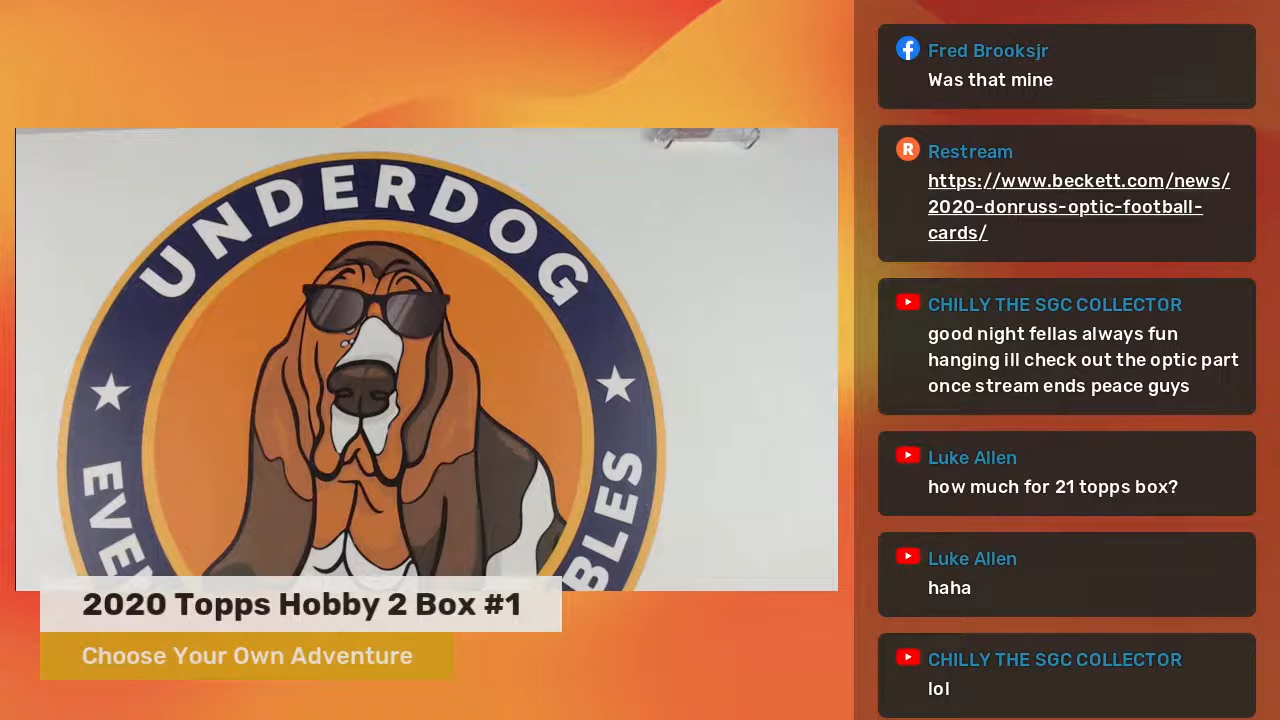 UNDERDOG
2020 Topps Hobby 2 Box #1
Choose Your Own Adventure
Fred Brooksjr
Was that mine
Restream
https://www.beckett.com/news/
2020-donruss-optic-football-
cards/
CHILLY THE SGC COLLECTOR
good night fellas always fun
hanging ill check out the optic part
once stream ends peace guys
Luke Allen
how much for 21 topps box?
Luke Allen
haha
CHILLY THE SGC COLLECTOR
lol